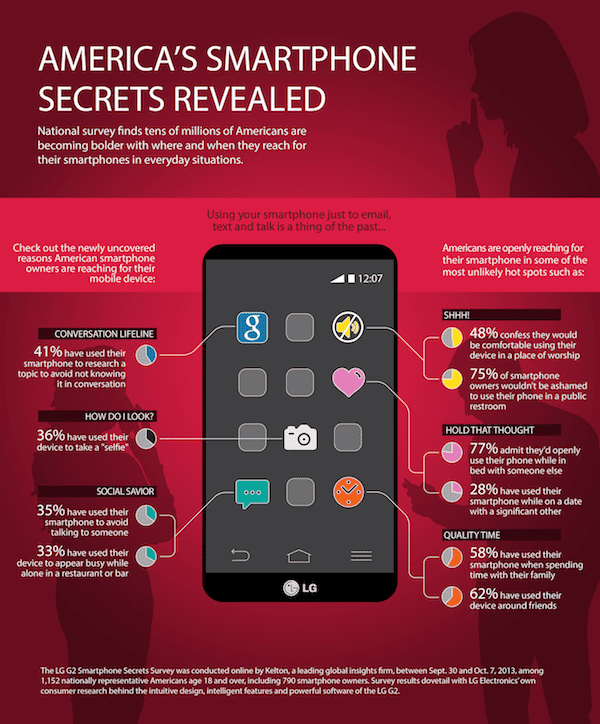 AMERICA'S SMARTPHONE
SECRETS REVEALED
National survey finds tens of millions of Americans are
becoming bolder with where and when they reach for
their smartphones in everyday situations.
Using your smartphone just to email,
text and talk is a thing of the past...
Check out the newly uncovered
reasons American smartphone
owners are reaching for their
mobile device:
CONVERSATION LIFELINE
41% have used their
smartphone to research a
topic to avoid not knowing
it in conversation
HOW DO I LOOK?
36% have used their
device to take a "selfie"
SOCIAL SAVIOR
35% have used their
smartphone to avoid
talking to someone
33% have used their
device to appear busy while
alone in a restaurant or bar
12:07
g
LG
Americans are openly reaching for
their smartphone in some of the
most unlikely hot spots such as:
SHHH!
48% confess they would
be comfortable using their
device in a place of worship
75% of smartphone
owners wouldn't be ashamed
to use their phone in a public
restroom
HOLD THAT THOUGHT
77% admit they'd openly
use their phone while in
bed with someone else
28% have used their
smartphone while on a date
with a significant other
QUALITY TIME
58% have used their
smartphone when spending
time with their family
62% have used their
device around friends
The LG G2 Smartphone Secrets Survey was conducted online by Kelton, a leading global insights firm, between Sept. 30 and Oct. 7, 2013, among
1,152 nationally representative Americans age 18 and over, including 790 smartphone owners. Survey results dovetail with LG Electronics' own
consumer research behind the intuitive design, intelligent features and powerful software of the LG G2.